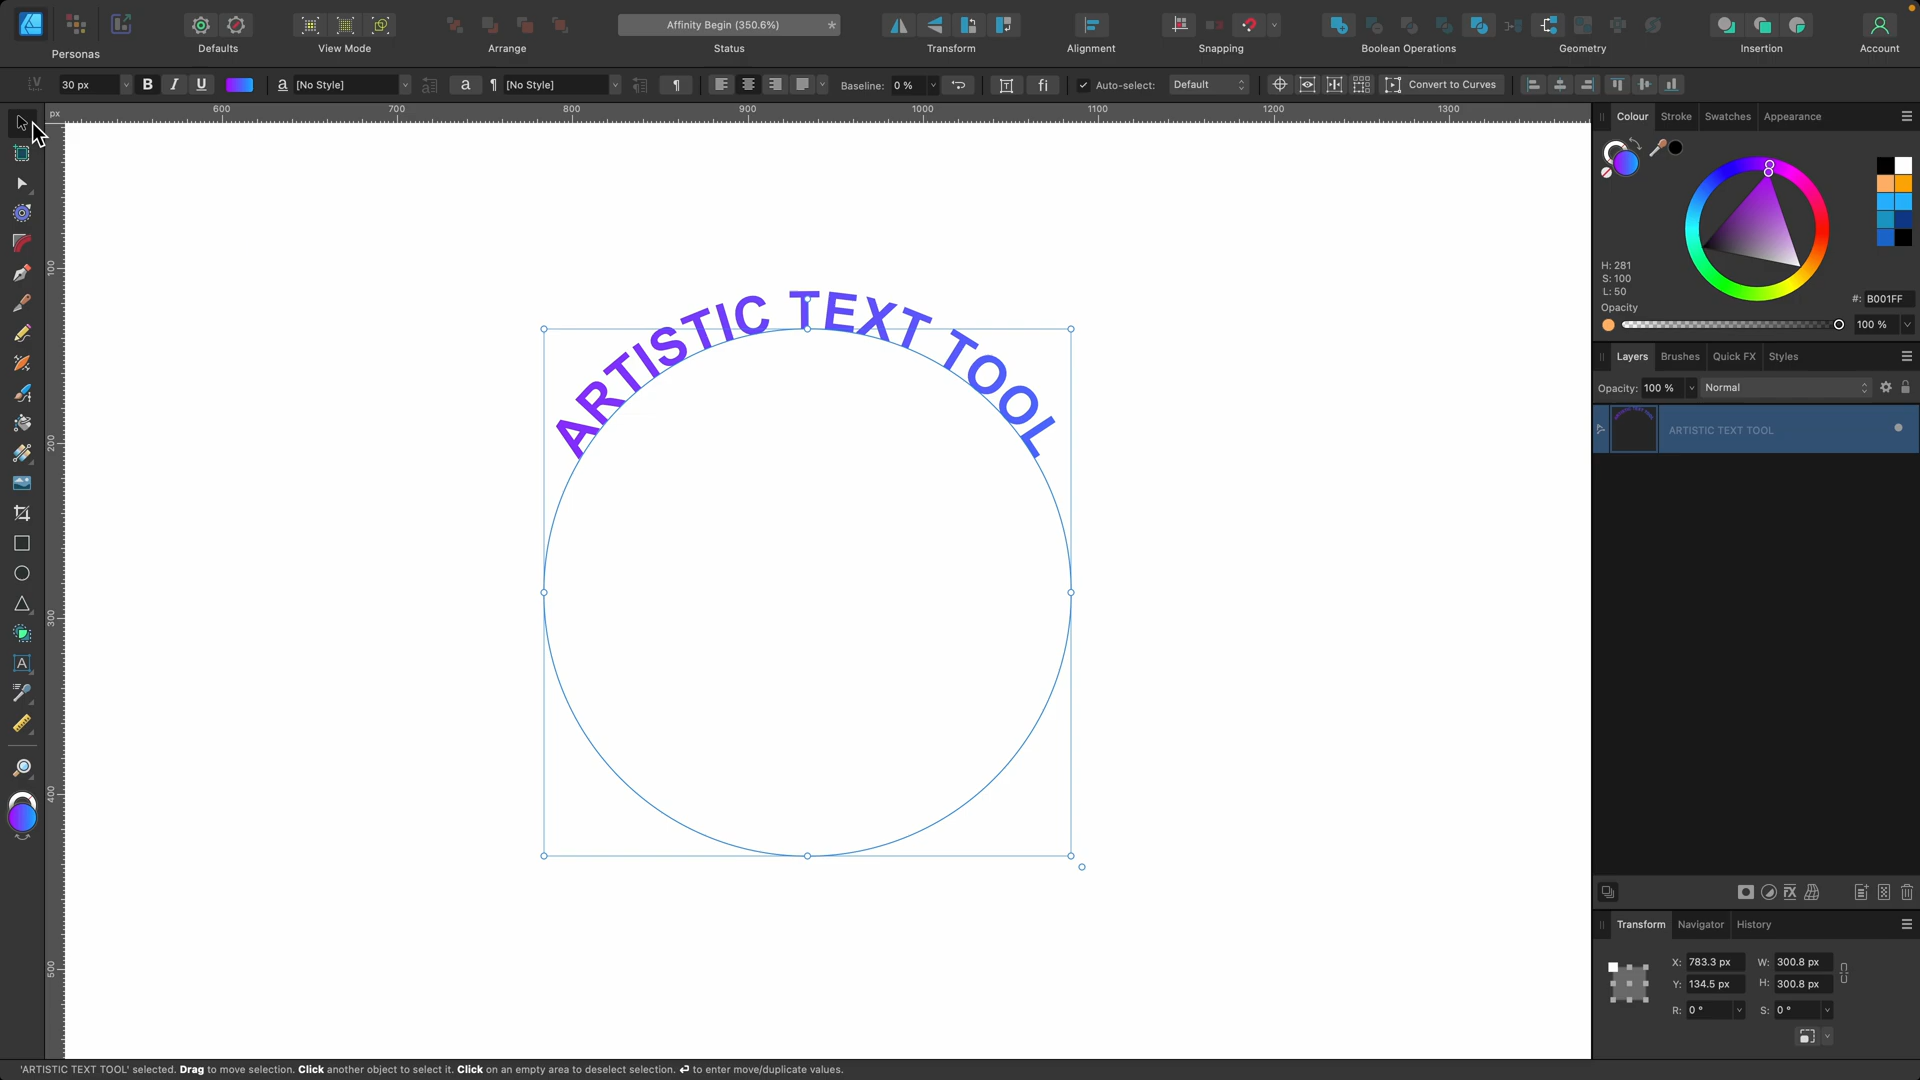 Personas
Defaults
View Mode
Arrange
Affinity Begin (350.6%) *
Status
Transform
Alignment
Snapping
Boolean Operations
Geometry
Insertion
Account
30 px B I U a [No Style] a ¶ [No Style] ¶ Baseline: 0 % fi Auto-select: Default Convert to Curves
px 600 700 800 900 1000 1100 1200 1300
100
200
300
400
500
ARTISTIC TEXT TOOL
A
Colour Stroke Swatches Appearance
H: 281
S: 100
L: 50
#: B001FF
Opacity
100 %
Layers Brushes Quick FX Styles
Opacity: 100 % Normal
ARTISTIC TEXT TOOL
FX
Transform Navigator History
X: 783.3 px W: 300.8 px
Y: 134.5 px H: 300.8 px
R: 0 ° S: 0 °
'ARTISTIC TEXT TOOL' selected. Drag to move selection. Click another object to select it. Click on an empty area to deselect selection. ↵ to enter move/duplicate values.